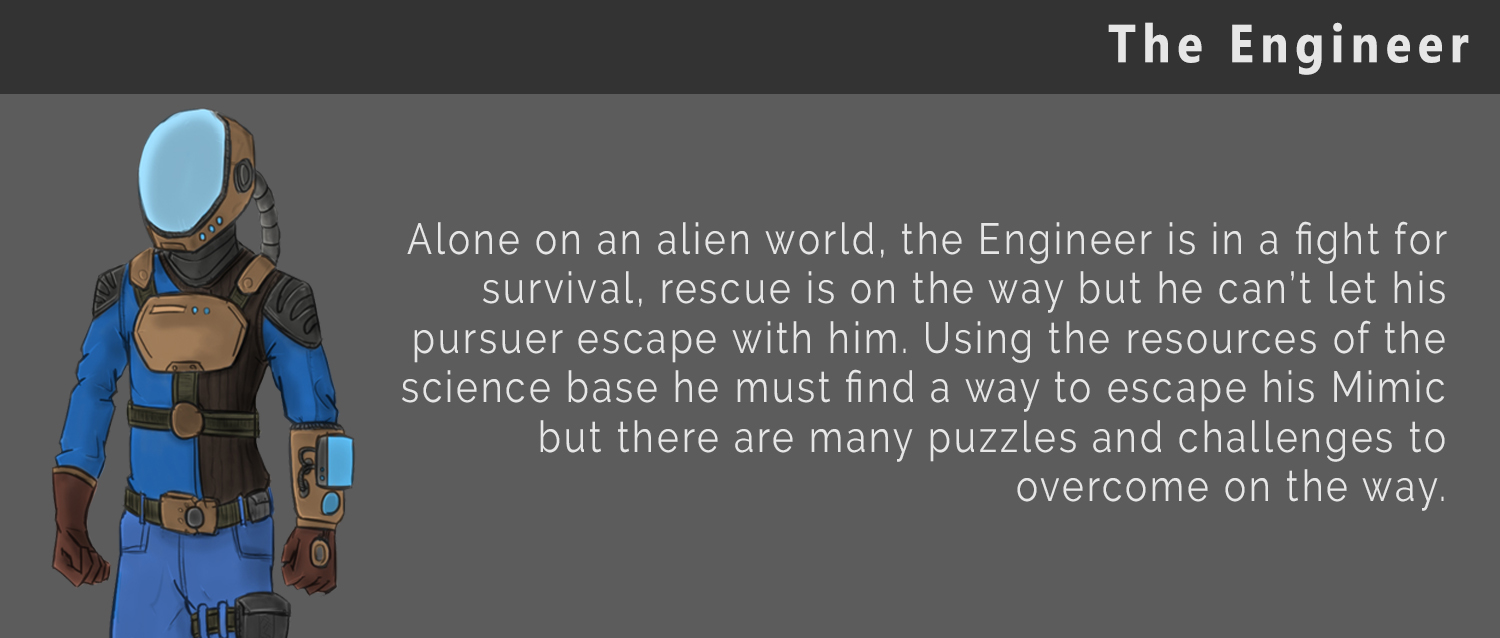 The Engineer
Alone on an alien world, the Engineer is in a fight for
survival, rescue is on the way but he can’t let his
pursuer escape with him. Using the resources of the
science base he must find a way to escape his Mimic
but there are many puzzles and challenges to
overcome on the way.